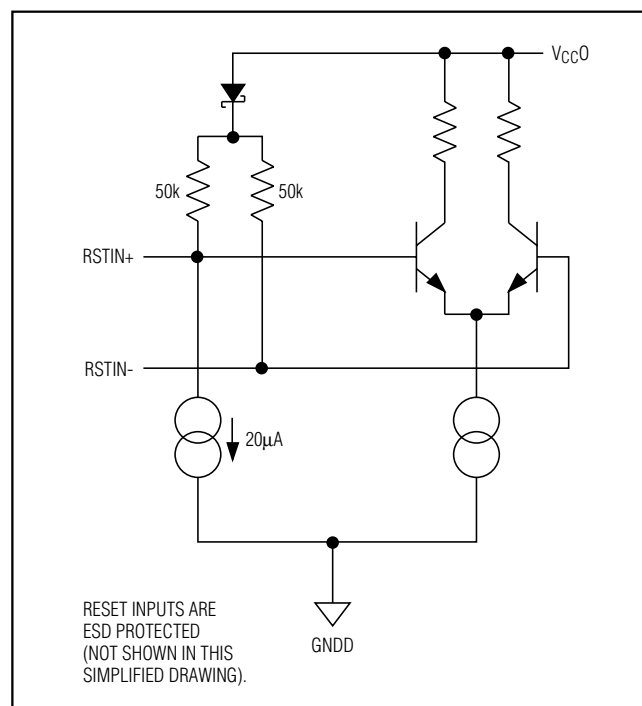 VCCO
50k
50k
RSTIN+
RSTIN-
20μA
RESET INPUTS ARE
ESD PROTECTED
(NOT SHOWN IN THIS
SIMPLIFIED DRAWING).
GNDD